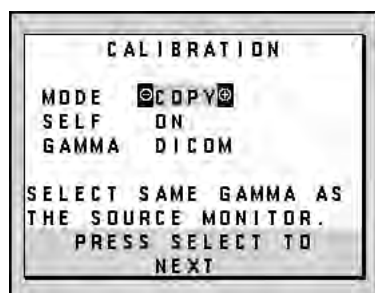 CALIBRATION
MODE ⊖COPY⊕
SELF ON
GAMMA DICOM
SELECT SAME GAMMA AS
THE SOURCE MONITOR.
PRESS SELECT TO
NEXT